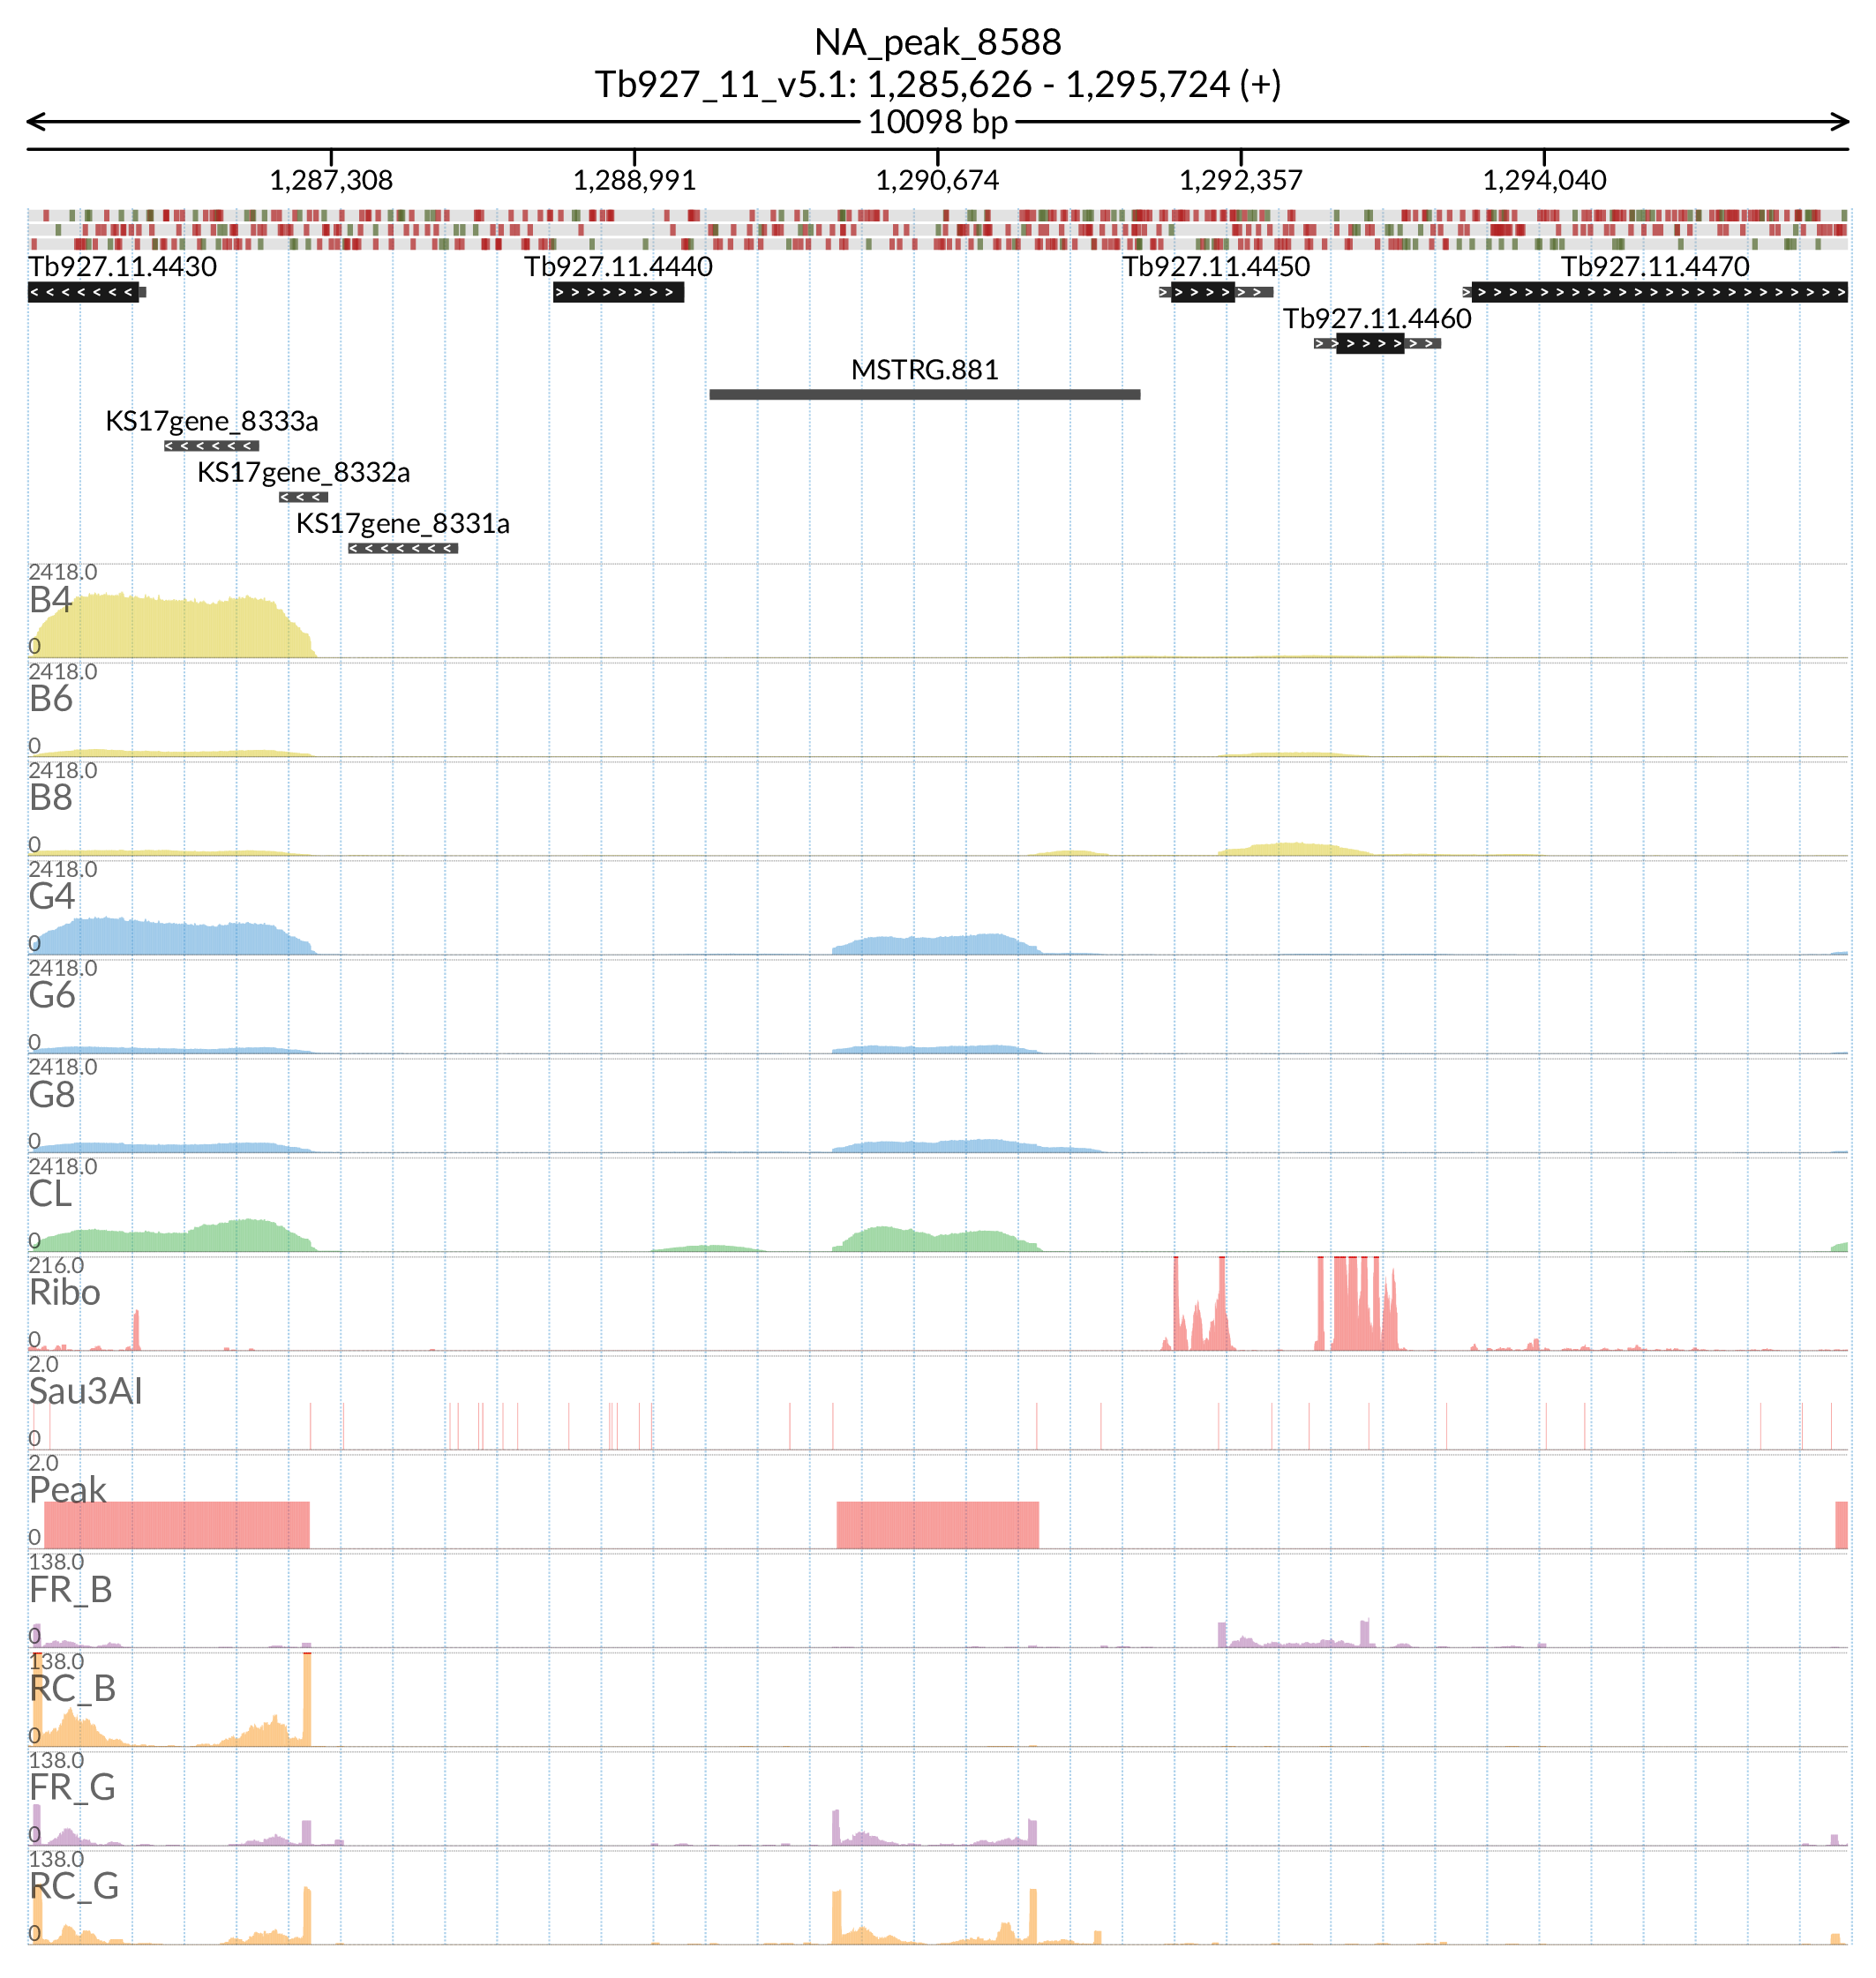 NA_peak_8588
Tb927_11_v5.1: 1,285,626 - 1,295,724 (+)
10098 bp
1,287,308 1,288,991 1,290,674 1,292,357 1,294,040
Tb927.11.4430 Tb927.11.4440 Tb927.11.4450 Tb927.11.4470
Tb927.11.4460
MSTRG.881
KS17gene_8333a
KS17gene_8332a
KS17gene_8331a
2418.0
B4
0
2418.0
B6
0
2418.0
B8
0
2418.0
G4
0
2418.0
G6
0
2418.0
G8
0
2418.0
CL
0
216.0
Ribo
0
2.0
Sau3AI
0
2.0
Peak
0
138.0
FR_B
0
138.0
RC_B
0
138.0
FR_G
0
138.0
RC_G
0